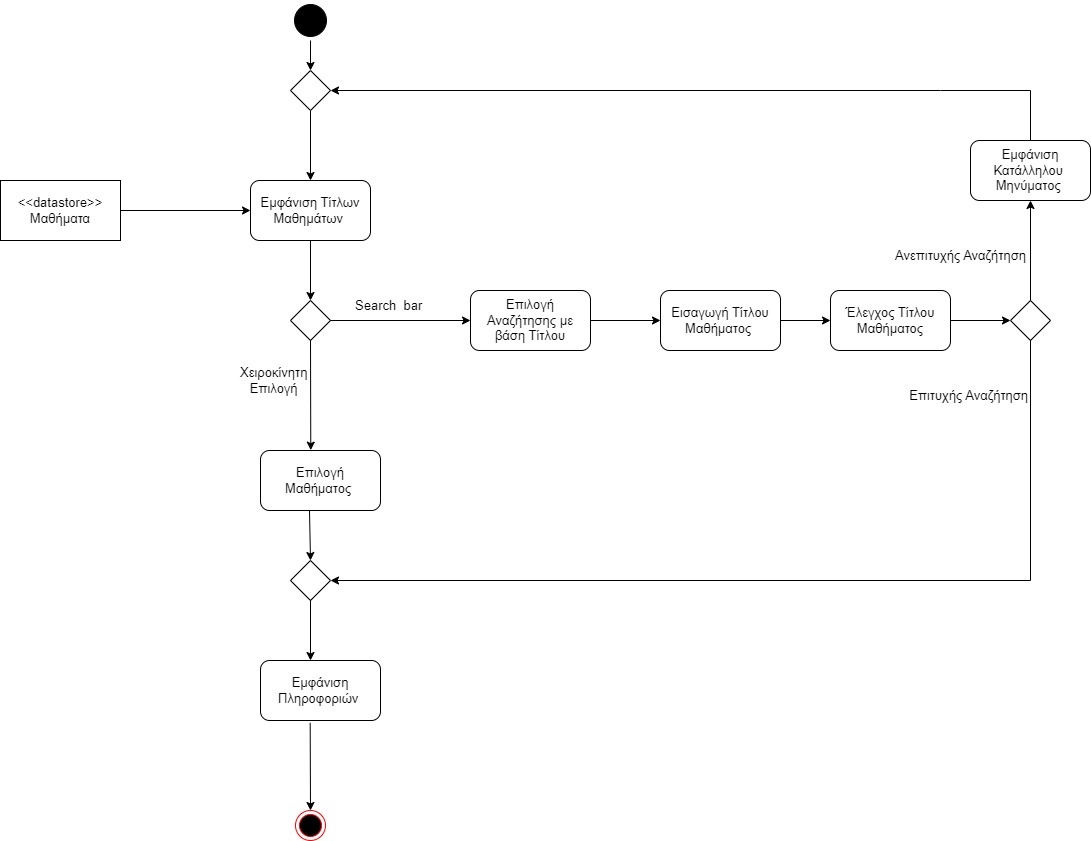 Εμφάνιση
Κατάλληλου
Μηνύματος
<<datastore>>
Μαθήματα
Εμφάνιση Τίτλων
Μαθημάτων
Ανεπιτυχής Αναζήτηση
Search bar
Επιλογή
Αναζήτησης με
βάση Τίτλου
Εισαγωγή Τίτλου
Μαθήματος
Έλεγχος Τίτλου
Μαθήματος
Χειροκίνητη
Επιλογή
Επιτυχής Αναζήτηση
Επιλογή
Μαθήματος
Εμφάνιση
Πληροφοριών